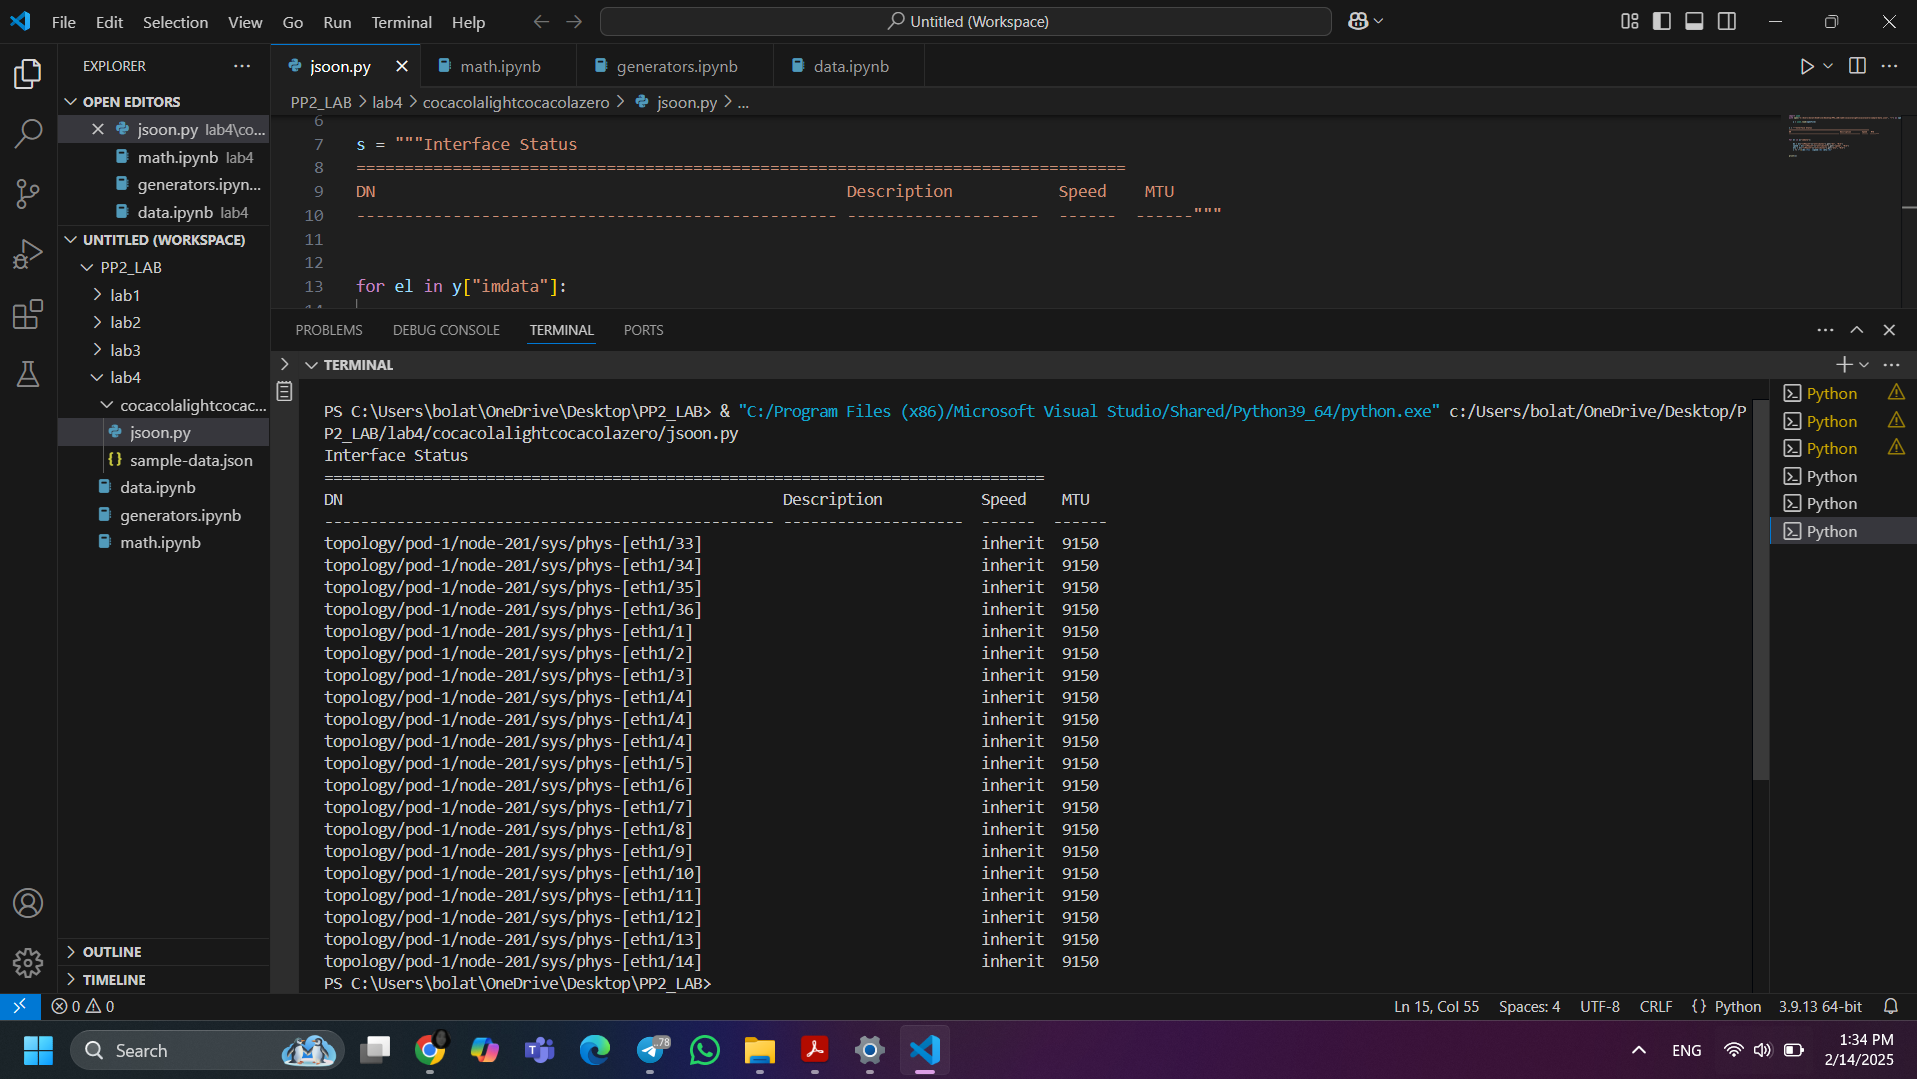 File Edit Selection View Go Run Terminal Help
Untitled (Workspace)
EXPLORER
OPEN EDITORS
jsoon.py lab4\co...
math.ipynb lab4
generators.ipyn...
data.ipynb lab4
UNTITLED (WORKSPACE)
PP2_LAB
lab1
lab2
lab3
lab4
cocacolalightcocac...
jsoon.py
sample-data.json
data.ipynb
generators.ipynb
math.ipynb
OUTLINE
TIMELINE
jsoon.py math.ipynb generators.ipynb data.ipynb
PP2_LAB > lab4 > cocacolalightcocacolazero > jsoon.py > ...
6
7 s = """Interface Status
8 ================================================================================
9 DN                                                 Description           Speed    MTU
10 -------------------------------------------------- --------------------  ------  ------"""
11
12
13 for el in y["imdata"]:
14
PROBLEMS DEBUG CONSOLE TERMINAL PORTS
TERMINAL
PS C:\Users\bolat\OneDrive\Desktop\PP2_LAB> & "C:/Program Files (x86)/Microsoft Visual Studio/Shared/Python39_64/python.exe" c:/Users/bolat/OneDrive/Desktop/P
P2_LAB/lab4/cocacolalightcocacolazero/jsoon.py
Interface Status
================================================================================
DN                                                 Description           Speed    MTU
-------------------------------------------------- --------------------  ------  ------
topology/pod-1/node-201/sys/phys-[eth1/33]                               inherit  9150
topology/pod-1/node-201/sys/phys-[eth1/34]                               inherit  9150
topology/pod-1/node-201/sys/phys-[eth1/35]                               inherit  9150
topology/pod-1/node-201/sys/phys-[eth1/36]                               inherit  9150
topology/pod-1/node-201/sys/phys-[eth1/1]                                inherit  9150
topology/pod-1/node-201/sys/phys-[eth1/2]                                inherit  9150
topology/pod-1/node-201/sys/phys-[eth1/3]                                inherit  9150
topology/pod-1/node-201/sys/phys-[eth1/4]                                inherit  9150
topology/pod-1/node-201/sys/phys-[eth1/4]                                inherit  9150
topology/pod-1/node-201/sys/phys-[eth1/4]                                inherit  9150
topology/pod-1/node-201/sys/phys-[eth1/5]                                inherit  9150
topology/pod-1/node-201/sys/phys-[eth1/6]                                inherit  9150
topology/pod-1/node-201/sys/phys-[eth1/7]                                inherit  9150
topology/pod-1/node-201/sys/phys-[eth1/8]                                inherit  9150
topology/pod-1/node-201/sys/phys-[eth1/9]                                inherit  9150
topology/pod-1/node-201/sys/phys-[eth1/10]                               inherit  9150
topology/pod-1/node-201/sys/phys-[eth1/11]                               inherit  9150
topology/pod-1/node-201/sys/phys-[eth1/12]                               inherit  9150
topology/pod-1/node-201/sys/phys-[eth1/13]                               inherit  9150
topology/pod-1/node-201/sys/phys-[eth1/14]                               inherit  9150
PS C:\Users\bolat\OneDrive\Desktop\PP2_LAB>
Python
Python
Python
Python
Python
Python
0 0 Ln 15, Col 55 Spaces: 4 UTF-8 CRLF {} Python 3.9.13 64-bit
Search
..78
ENG
1:34 PM
2/14/2025